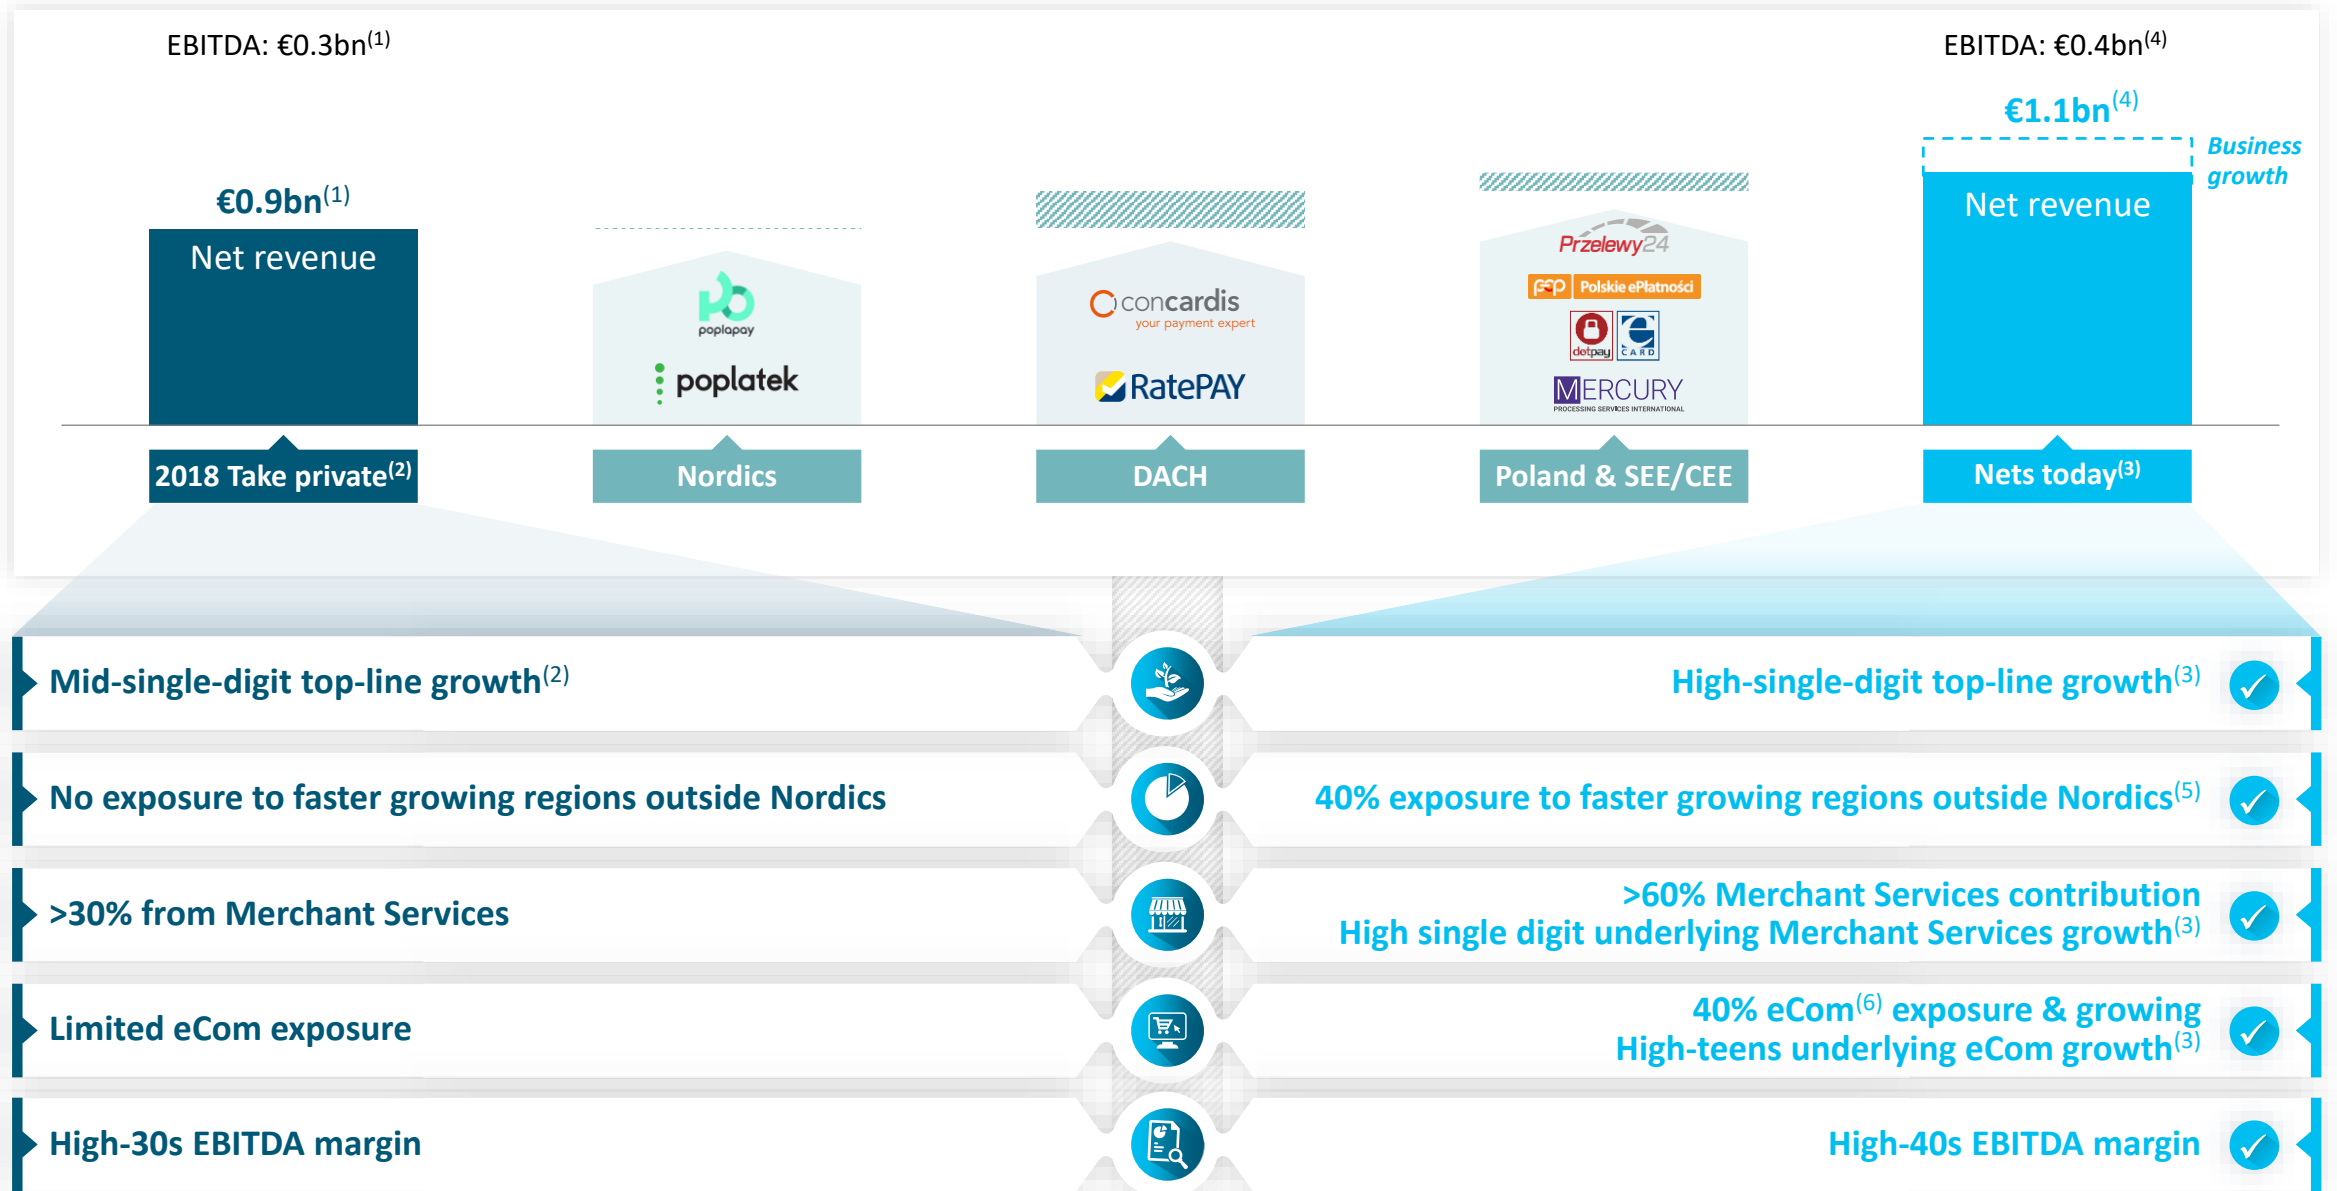 EBITDA: €0.3bn(1)
EBITDA: €0.4bn(4)
€1.1bn(4)
Business
growth
€0.9bn(1)
Net revenue
Net revenue
poplapay
poplatek
concardis
your payment expert
RatePAY
Przelewy24
pep Polskie ePłatności
dotpay eCARD
MERCURY
PROCESSING SERVICES INTERNATIONAL
2018 Take private(2)
Nordics
DACH
Poland & SEE/CEE
Nets today(3)
Mid-single-digit top-line growth(2)
High-single-digit top-line growth(3)
No exposure to faster growing regions outside Nordics
40% exposure to faster growing regions outside Nordics(5)
>30% from Merchant Services
>60% Merchant Services contribution
High single digit underlying Merchant Services growth(3)
Limited eCom exposure
40% eCom(6) exposure & growing
High-teens underlying eCom growth(3)
High-30s EBITDA margin
High-40s EBITDA margin